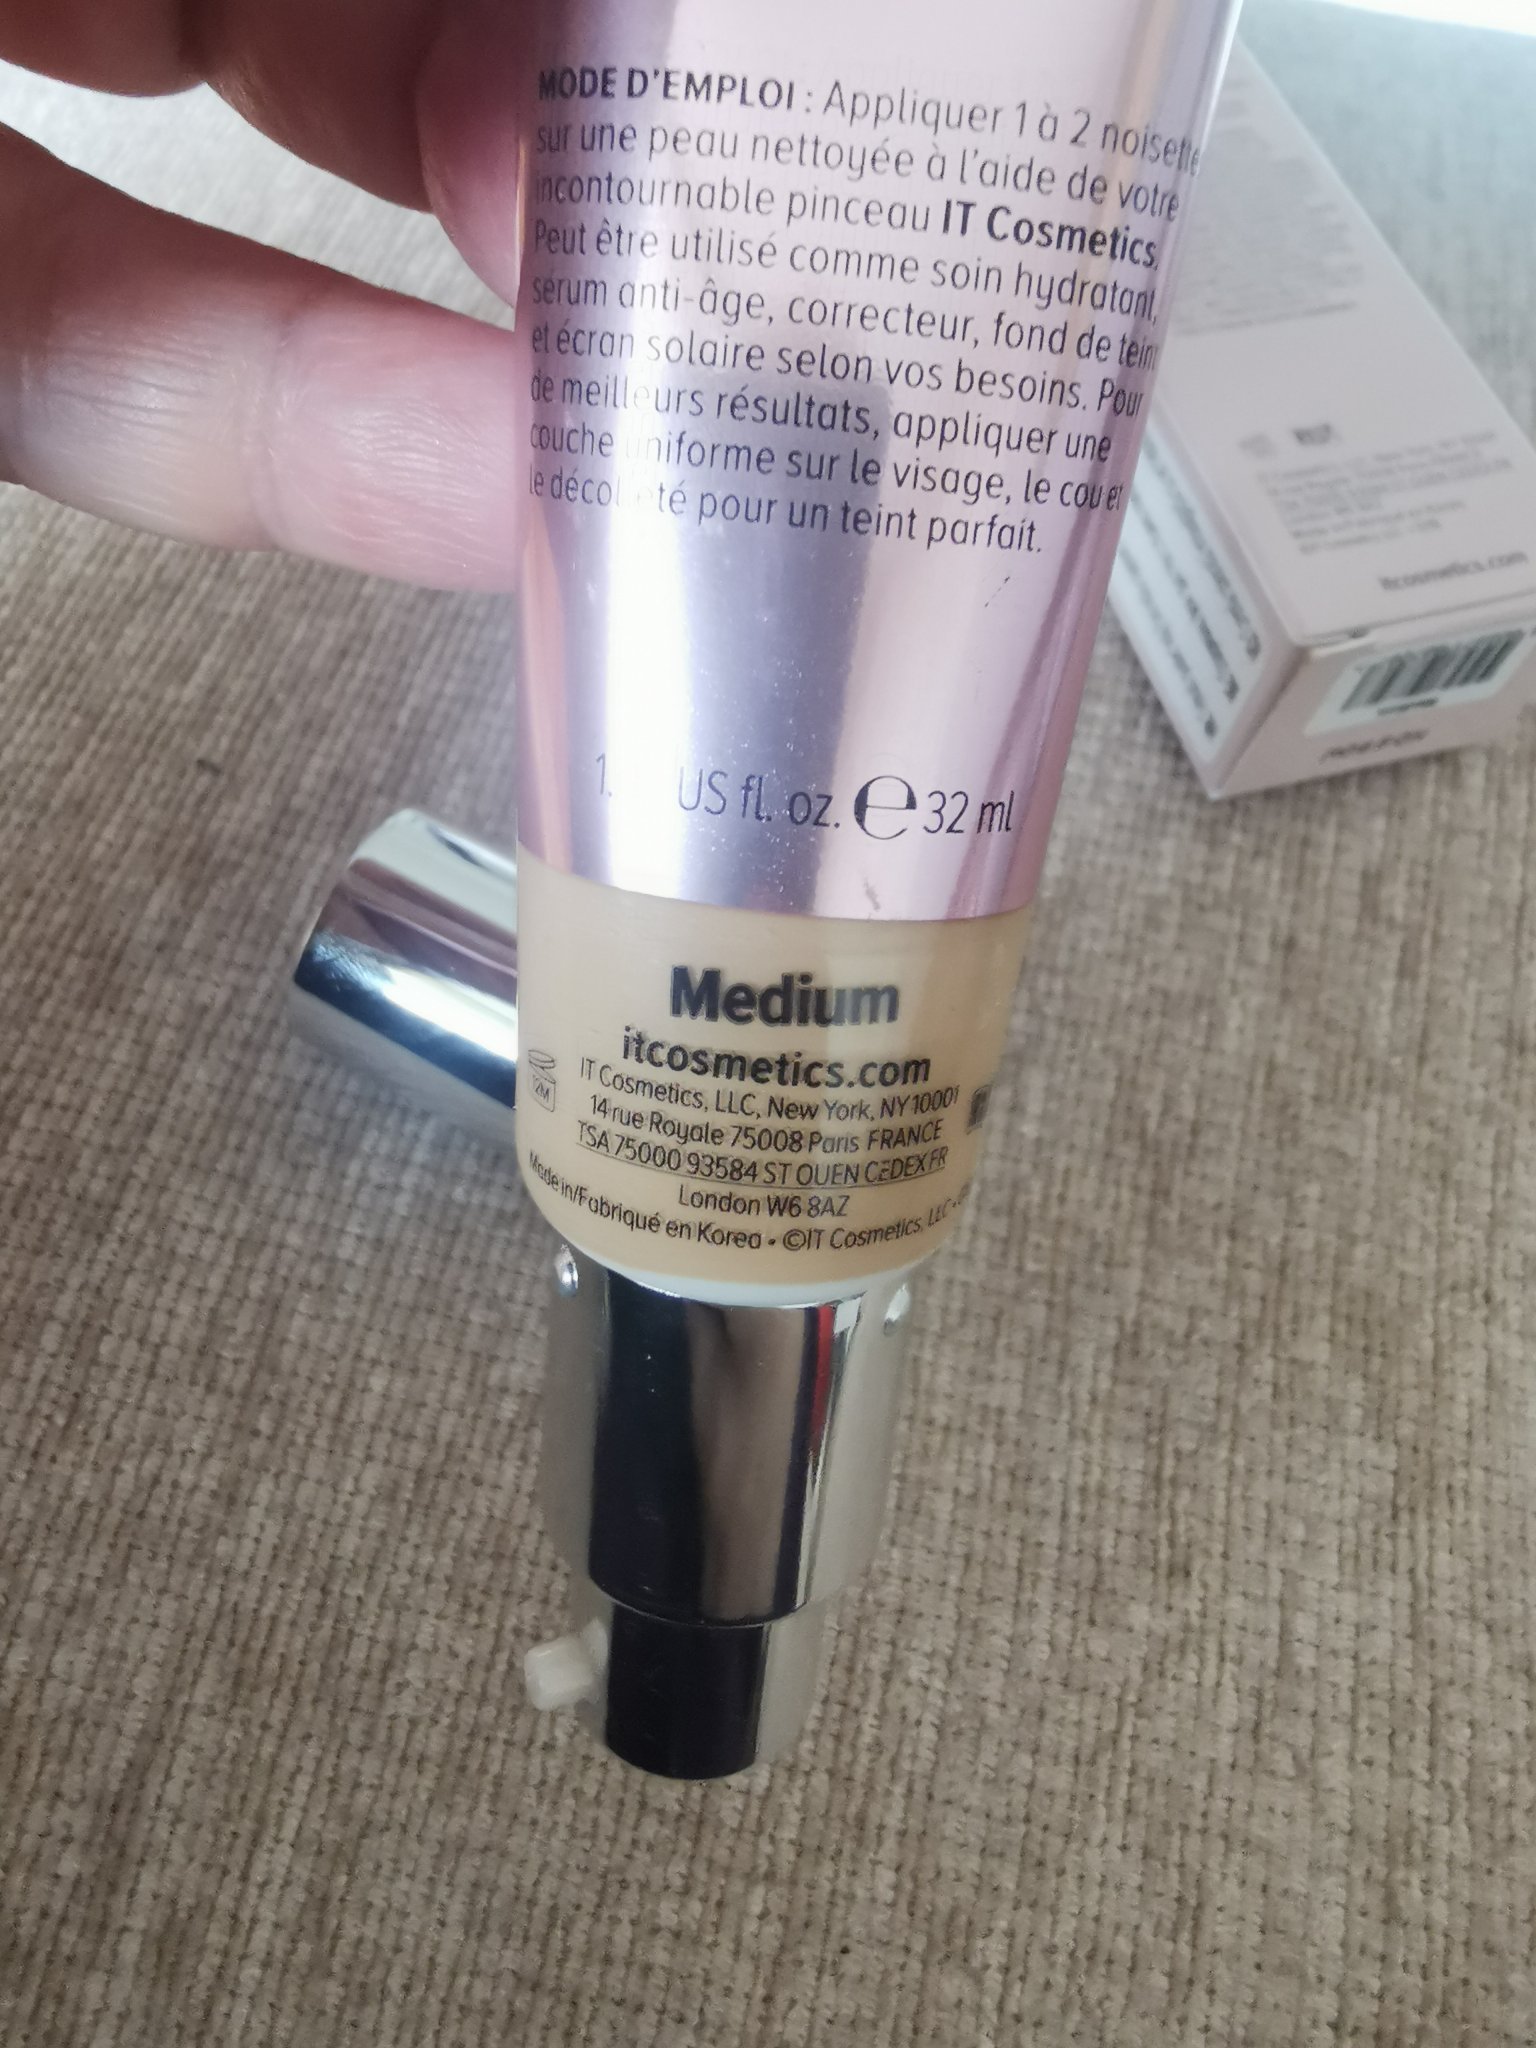 MODE D'EMPLOI : Appliquer 1 à 2 noisette
sur une peau nettoyée à l'aide de votre
incontournable pinceau IT Cosmetics.
Peut être utilisé comme soin hydratant,
sérum anti-âge, correcteur, fond de teint
et écran solaire selon vos besoins. Pour
de meilleurs résultats, appliquer une
couche uniforme sur le visage, le cou et
le décolleté pour un teint parfait.
1. US fl. oz. e 32 ml
Medium
itcosmetics.com
12M
IT Cosmetics, LLC, New York, NY 10001
14 rue Royale 75008 Paris FRANCE
TSA 75000 93584 ST OUEN CEDEX FR
London W6 8AZ
Made in/Fabriqué en Korea • ©IT Cosmetics, LLC •
itcosmetics.com